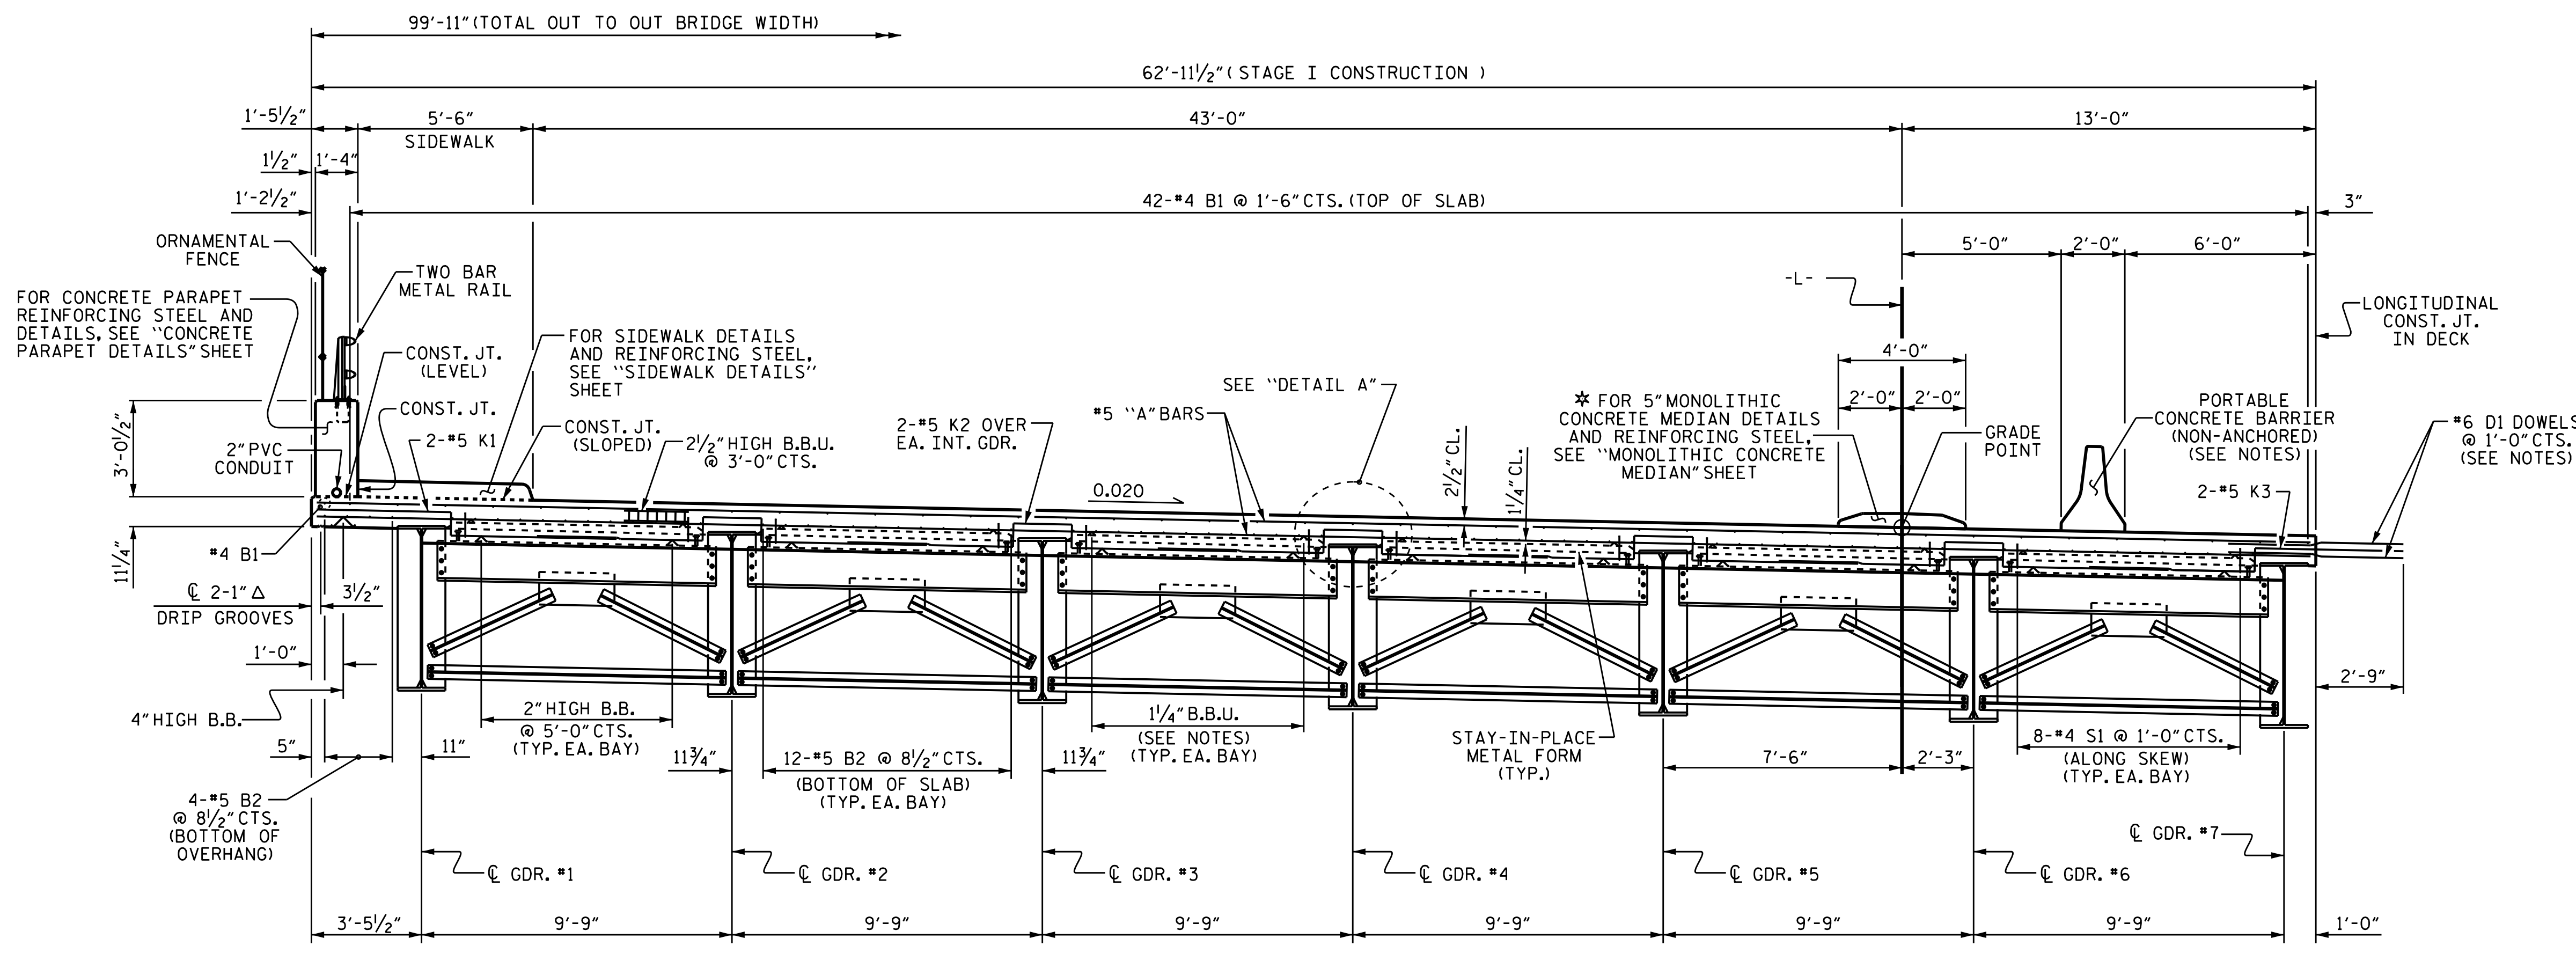 99'-11" (TOTAL OUT TO OUT BRIDGE WIDTH)
62'-11½" ( STAGE I CONSTRUCTION )
1'-5½"
5'-6"
43'-0"
13'-0"
SIDEWALK
1½"
1'-4"
1'-2½"
42-#4 B1 @ 1'-6" CTS. (TOP OF SLAB)
3"
ORNAMENTAL
FENCE
5'-0"
2'-0"
6'-0"
TWO BAR
METAL RAIL
-L-
FOR CONCRETE PARAPET
REINFORCING STEEL AND
DETAILS, SEE ``CONCRETE
PARAPET DETAILS" SHEET
LONGITUDINAL
CONST. JT.
IN DECK
FOR SIDEWALK DETAILS
AND REINFORCING STEEL,
SEE ``SIDEWALK DETAILS"
SHEET
CONST. JT.
(LEVEL)
4'-0"
SEE ``DETAIL A"
2'-0"
2'-0"
CONST. JT.
#5 ``A" BARS
✡ FOR 5" MONOLITHIC
CONCRETE MEDIAN DETAILS
AND REINFORCING STEEL,
SEE ``MONOLITHIC CONCRETE
MEDIAN" SHEET
PORTABLE
CONCRETE BARRIER
(NON-ANCHORED)
(SEE NOTES)
#6 D1 DOWELS
@ 1'-0" CTS.
(SEE NOTES)
GRADE
POINT
3'-0½"
2-#5 K1
CONST. JT.
(SLOPED)
2½" HIGH B.B.U.
@ 3'-0" CTS.
2-#5 K2 OVER
EA. INT. GDR.
2½" CL.
1¼" CL.
2" PVC
CONDUIT
0.020
2-#5 K3
11¼"
#4 B1
℄ 2-1" Δ
DRIP GROOVES
3½"
1'-0"
2'-9"
4" HIGH B.B.
2" HIGH B.B.
@ 5'-0" CTS.
(TYP. EA. BAY)
1¼" B.B.U.
(SEE NOTES)
(TYP. EA. BAY)
STAY-IN-PLACE
METAL FORM
(TYP.)
8-#4 S1 @ 1'-0" CTS.
(ALONG SKEW)
(TYP. EA. BAY)
5"
11"
11¾"
12-#5 B2 @ 8½" CTS.
(BOTTOM OF SLAB)
(TYP. EA. BAY)
11¾"
7'-6"
2'-3"
4-#5 B2
@ 8½" CTS.
(BOTTOM OF
OVERHANG)
℄ GDR. #7
℄ GDR. #1
℄ GDR. #2
℄ GDR. #3
℄ GDR. #4
℄ GDR. #5
℄ GDR. #6
3'-5½"
9'-9"
9'-9"
9'-9"
9'-9"
9'-9"
9'-9"
1'-0"